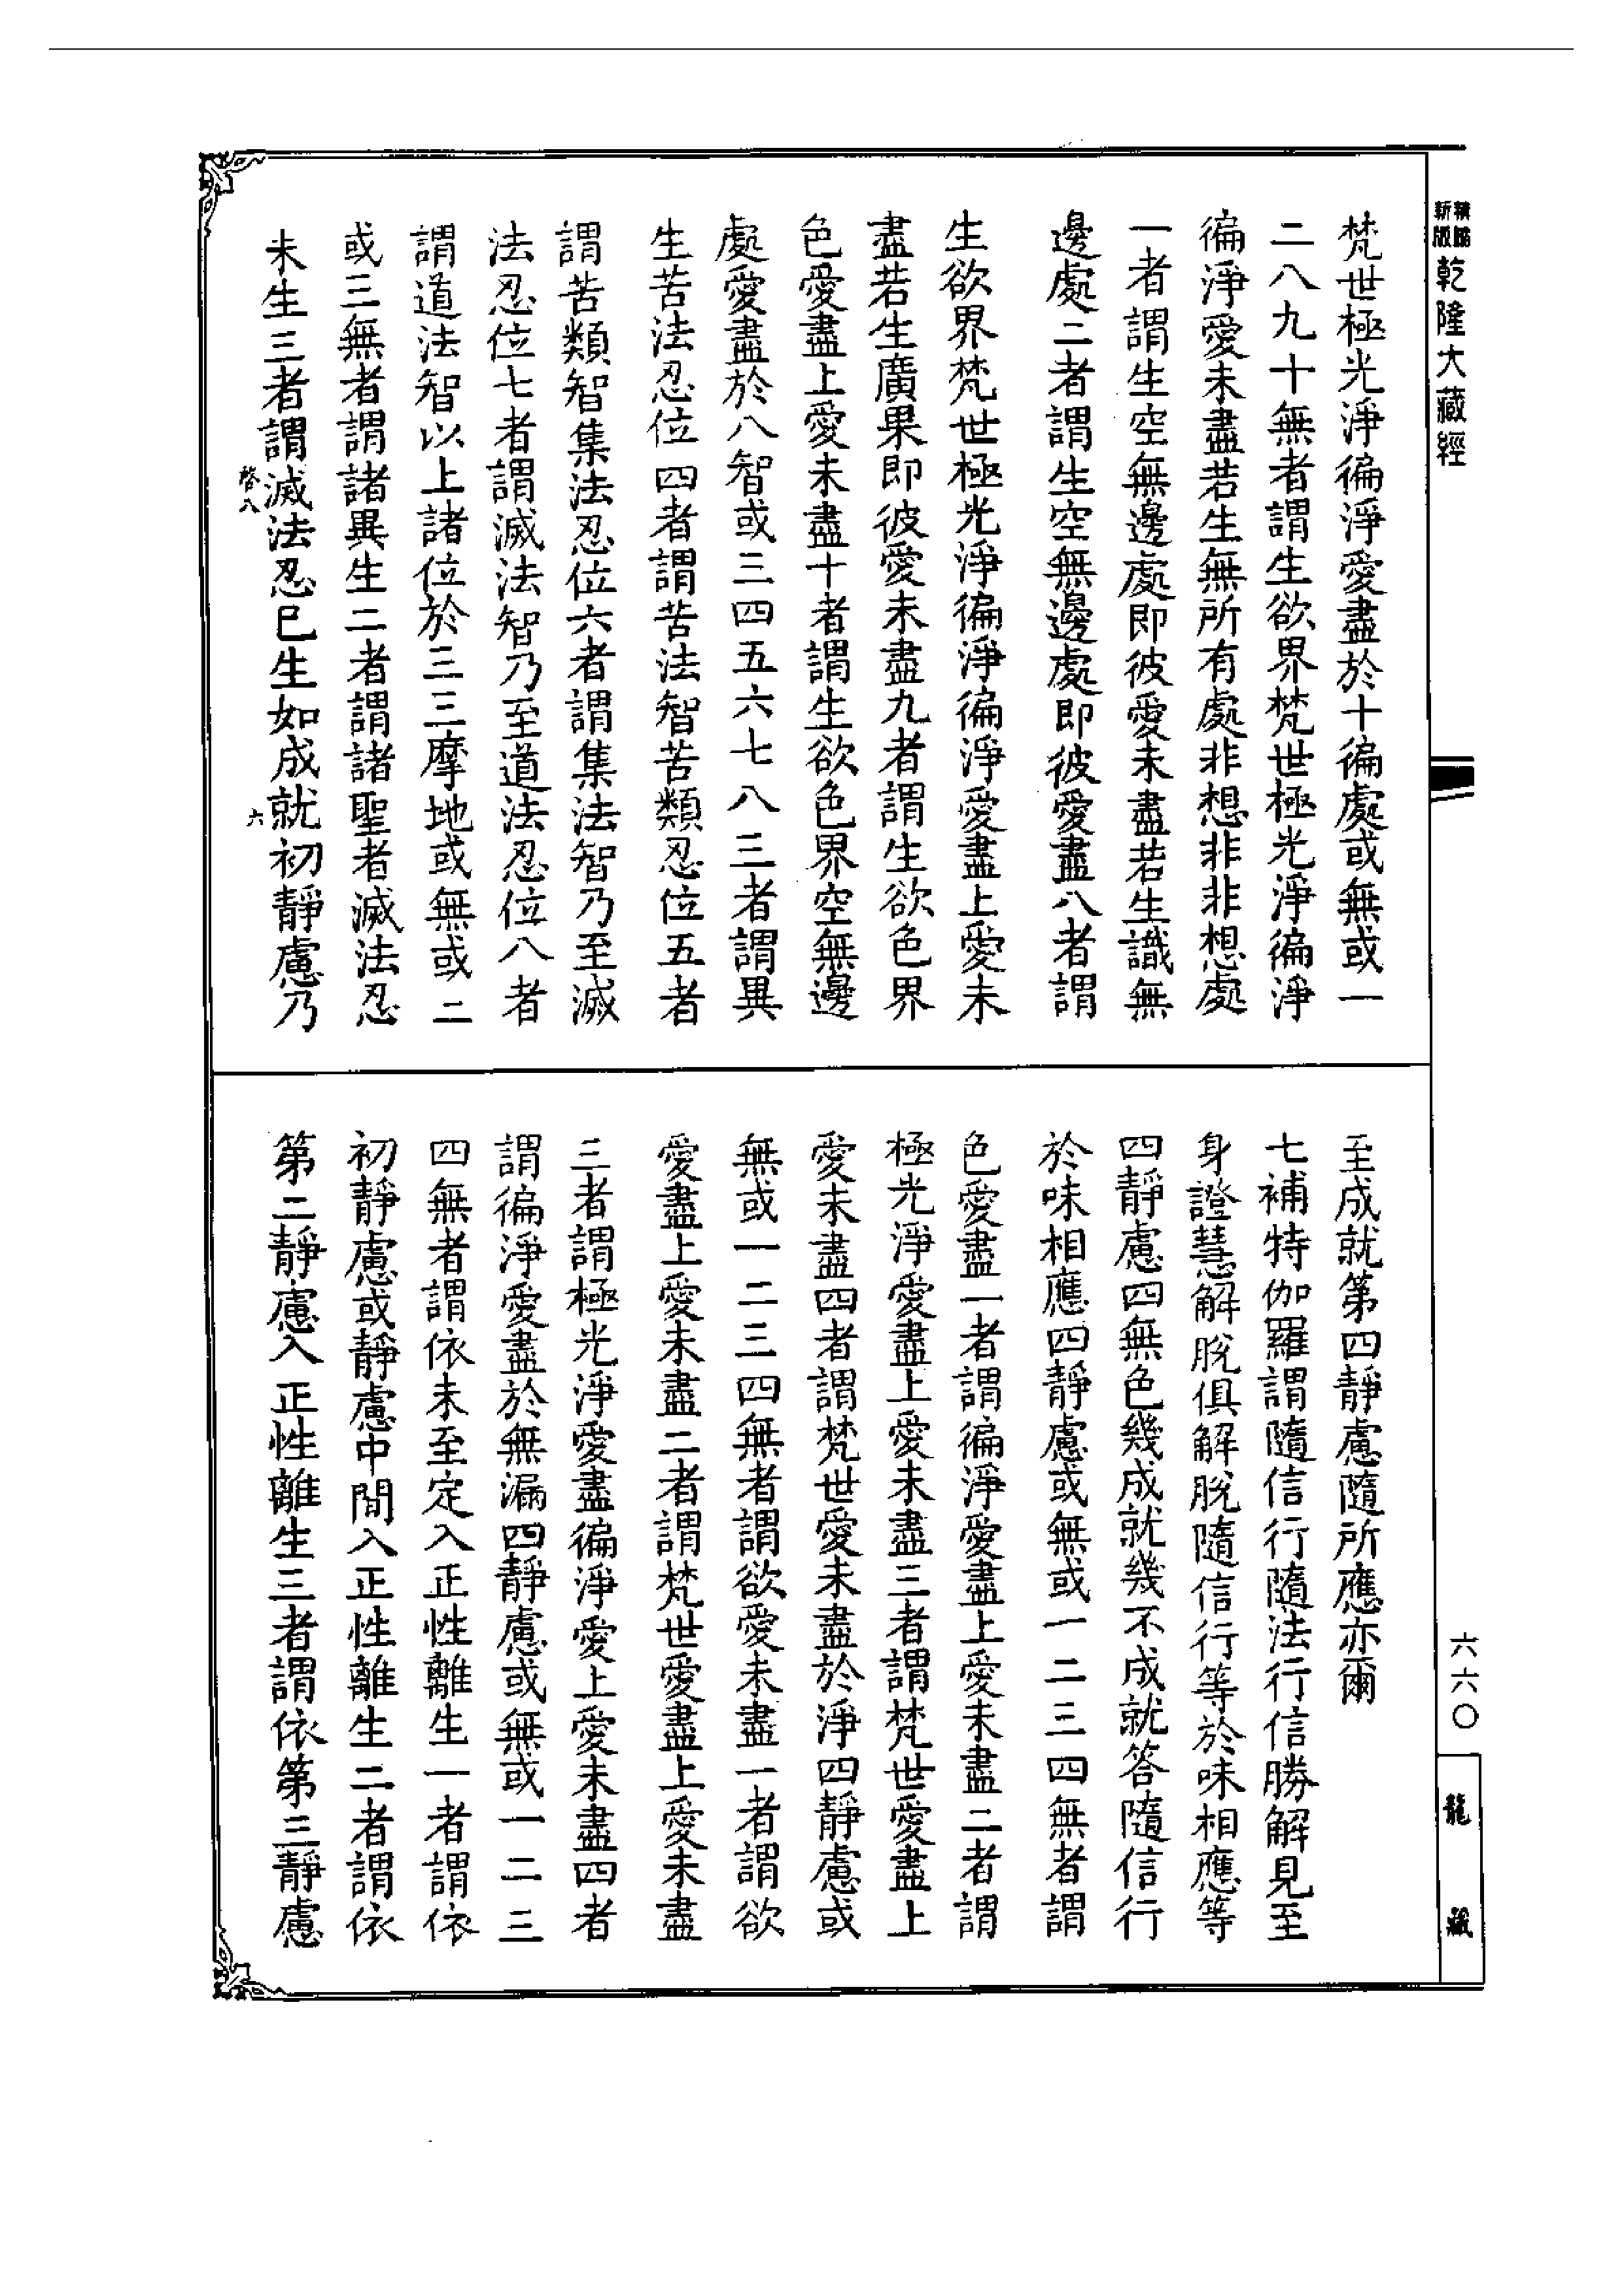 精縮新版乾隆大藏經
梵世極光淨徧淨愛盡於十徧處或無或一
二八九十無者謂生欲界梵世極光淨徧淨
徧淨愛未盡若生無所有處非想非非想處
一者謂生空無邊處即彼愛未盡若生識無
邊處二者謂生空無邊處即彼愛盡八者謂
生欲界梵世極光淨徧淨徧淨愛盡上愛未
盡若生廣果即彼愛未盡九者謂生欲色界
色愛盡上愛未盡十者謂生欲色界空無邊
處愛盡於八智或三四五六七八三者謂異
生苦法忍位四者謂苦法智苦類忍位五者
謂苦類智集法忍位六者謂集法智乃至滅
法忍位七者謂滅法智乃至道法忍位八者
謂道法智以上諸位於三三摩地或無或二
或三無者謂諸異生二者謂諸聖者滅法忍
未生三者謂滅法忍巳生如成就初靜慮乃
六
至成就第四靜慮隨所應亦爾
七補特伽羅謂隨信行隨法行信勝解見至
身證慧解脫俱解脫隨信行等於味相應等
四靜慮四無色幾成就幾不成就答隨信行
於味相應四靜慮或無或一二三四無者謂
色愛盡一者謂徧淨愛盡上愛未盡二者謂
極光淨愛盡上愛未盡三者謂梵世愛盡上
愛未盡四者謂梵世愛未盡於淨四靜慮或
無或一二三四無者謂欲愛未盡一者謂欲
愛盡上愛未盡二者謂梵世愛盡上愛未盡
三者謂極光淨愛盡徧淨愛上愛未盡四者
謂徧淨愛盡於無漏四靜慮或無或一二三
四無者謂依未至定入正性離生一者謂依
初靜慮或靜慮中間入正性離生二者謂依
第二靜慮入正性離生三者謂依第三靜慮
六六〇
龍藏